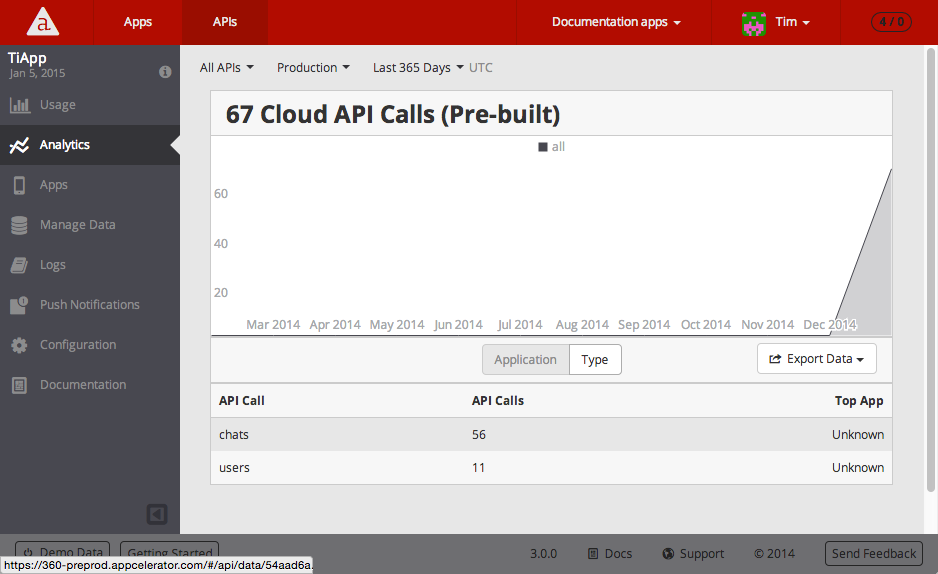 a Apps APIs Documentation apps Tim 4 / 0
TiApp
Jan 5, 2015
Usage
Analytics
Apps
Manage Data
Logs
Push Notifications
Configuration
Documentation
All APIs Production Last 365 Days UTC
67 Cloud API Calls (Pre-built)
all
60
40
20
Mar 2014 Apr 2014 May 2014 Jun 2014 Jul 2014 Aug 2014 Sep 2014 Oct 2014 Nov 2014 Dec 2014
Application Type Export Data
API Call API Calls Top App
chats 56 Unknown
users 11 Unknown
Demo Data Getting Started 3.0.0 Docs Support © 2014 Send Feedback
https://360-preprod.appcelerator.com/#/api/data/54aad6a